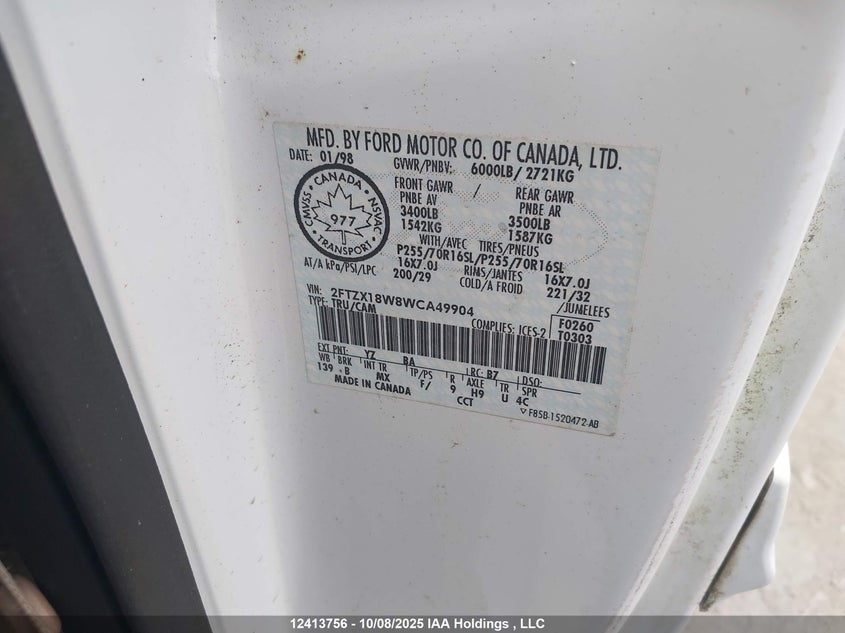 MFD. BY FORD MOTOR CO. OF CANADA, LTD.
DATE: 01/98 GVWR/PNBV: 6000LB/ 2721KG
CANADA
CMVSS NSVAC
977
TRANSPORT
FRONT GAWR / REAR GAWR
PNBE AV PNBE AR
3400LB 3500LB
1542KG 1587KG
WITH/AVEC TIRES/PNEUS
P255/70R16SL/P255/70R16SL
16X7.0J RIMS/JANTES 16X7.0J
AT/A kPa/PSI/LPC 200/29 COLD/A FROID 221/32
/JUMELEES
VIN: 2FTZX18W8WCA49904
TYPE: TRU/CAM COMPLIES: ICES-2
F0260
T0303
EXT PNT: YZ BA RC: B7 DSO:
WB BRK INT TR TP/PS R AXLE TR SPR
139 B MX F/ 9 H9 U 4C
MADE IN CANADA CCT
F85B-1520472-AB
12413756 - 10/08/2025 IAA Holdings , LLC